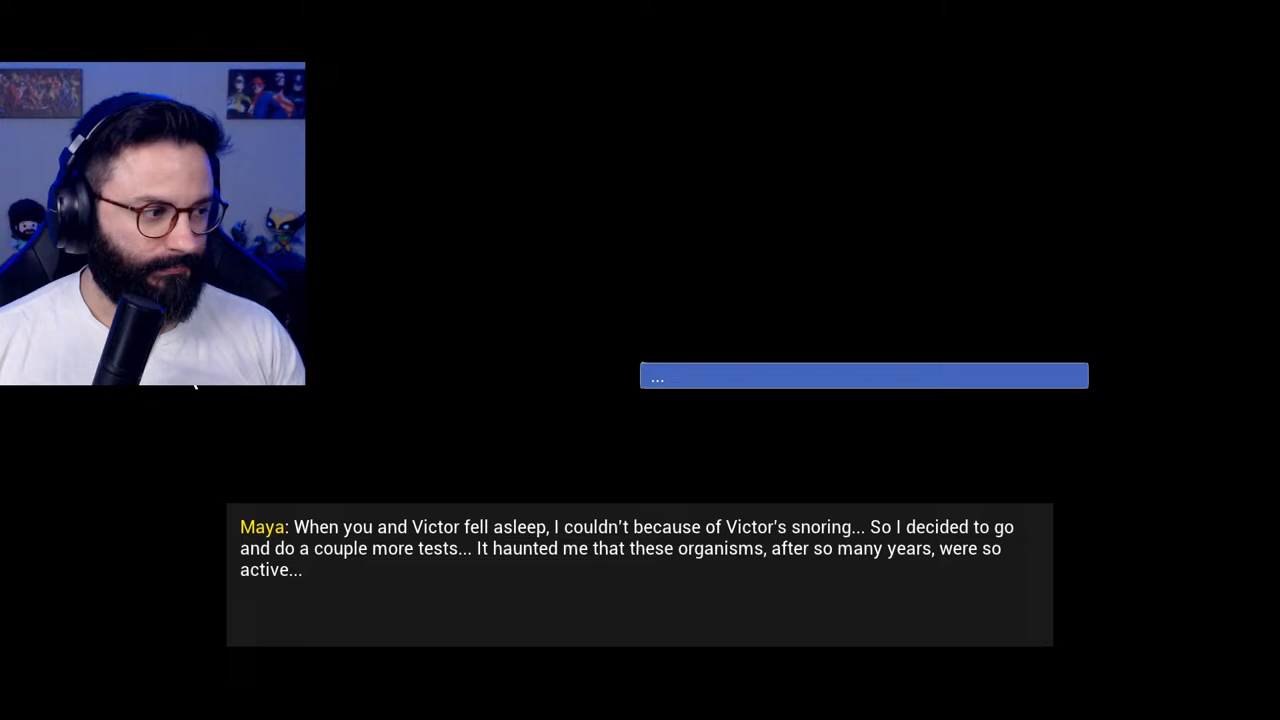 ...
Maya: When you and Victor fell asleep, I couldn't because of Victor's snoring... So I decided to go
and do a couple more tests... It haunted me that these organisms, after so many years, were so
active...